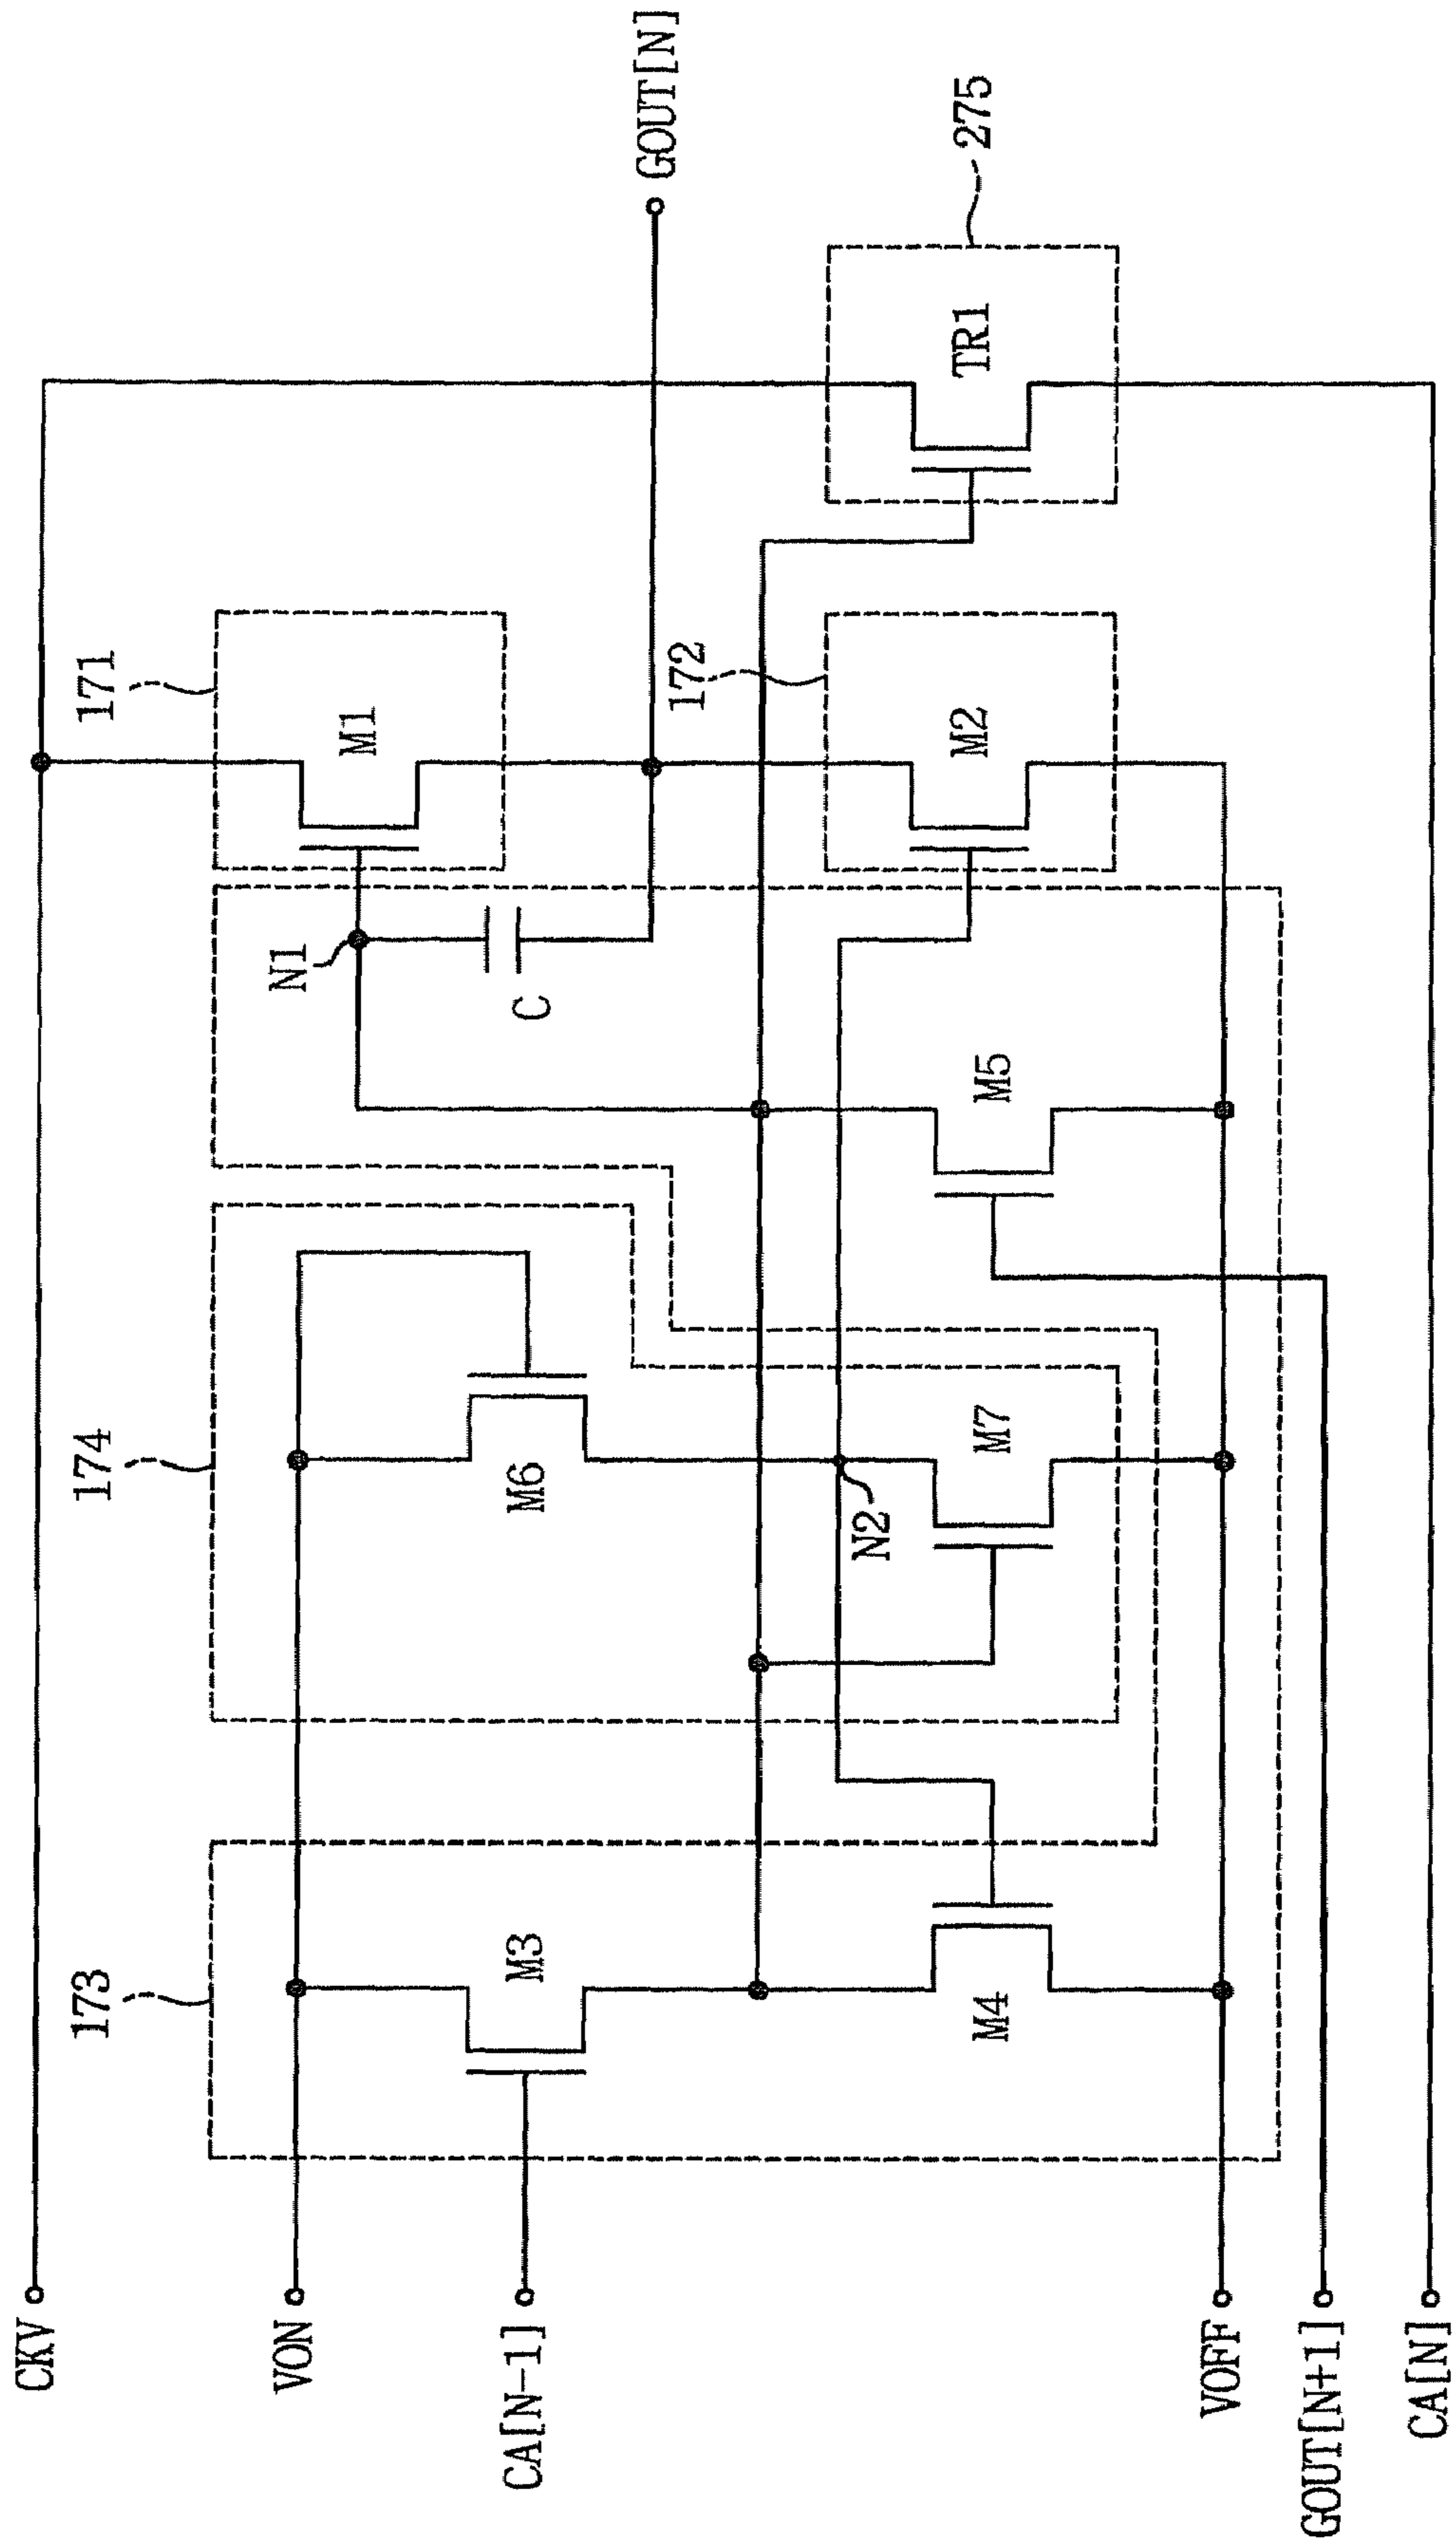 CKV
VON
CA[N-1]
VOFF
GOUT[N+1]
CA[N]
173
M3
M4
174
M6
M7
N2
M5
N1
C
171
M1
172
M2
TR1
275
GOUT[N]